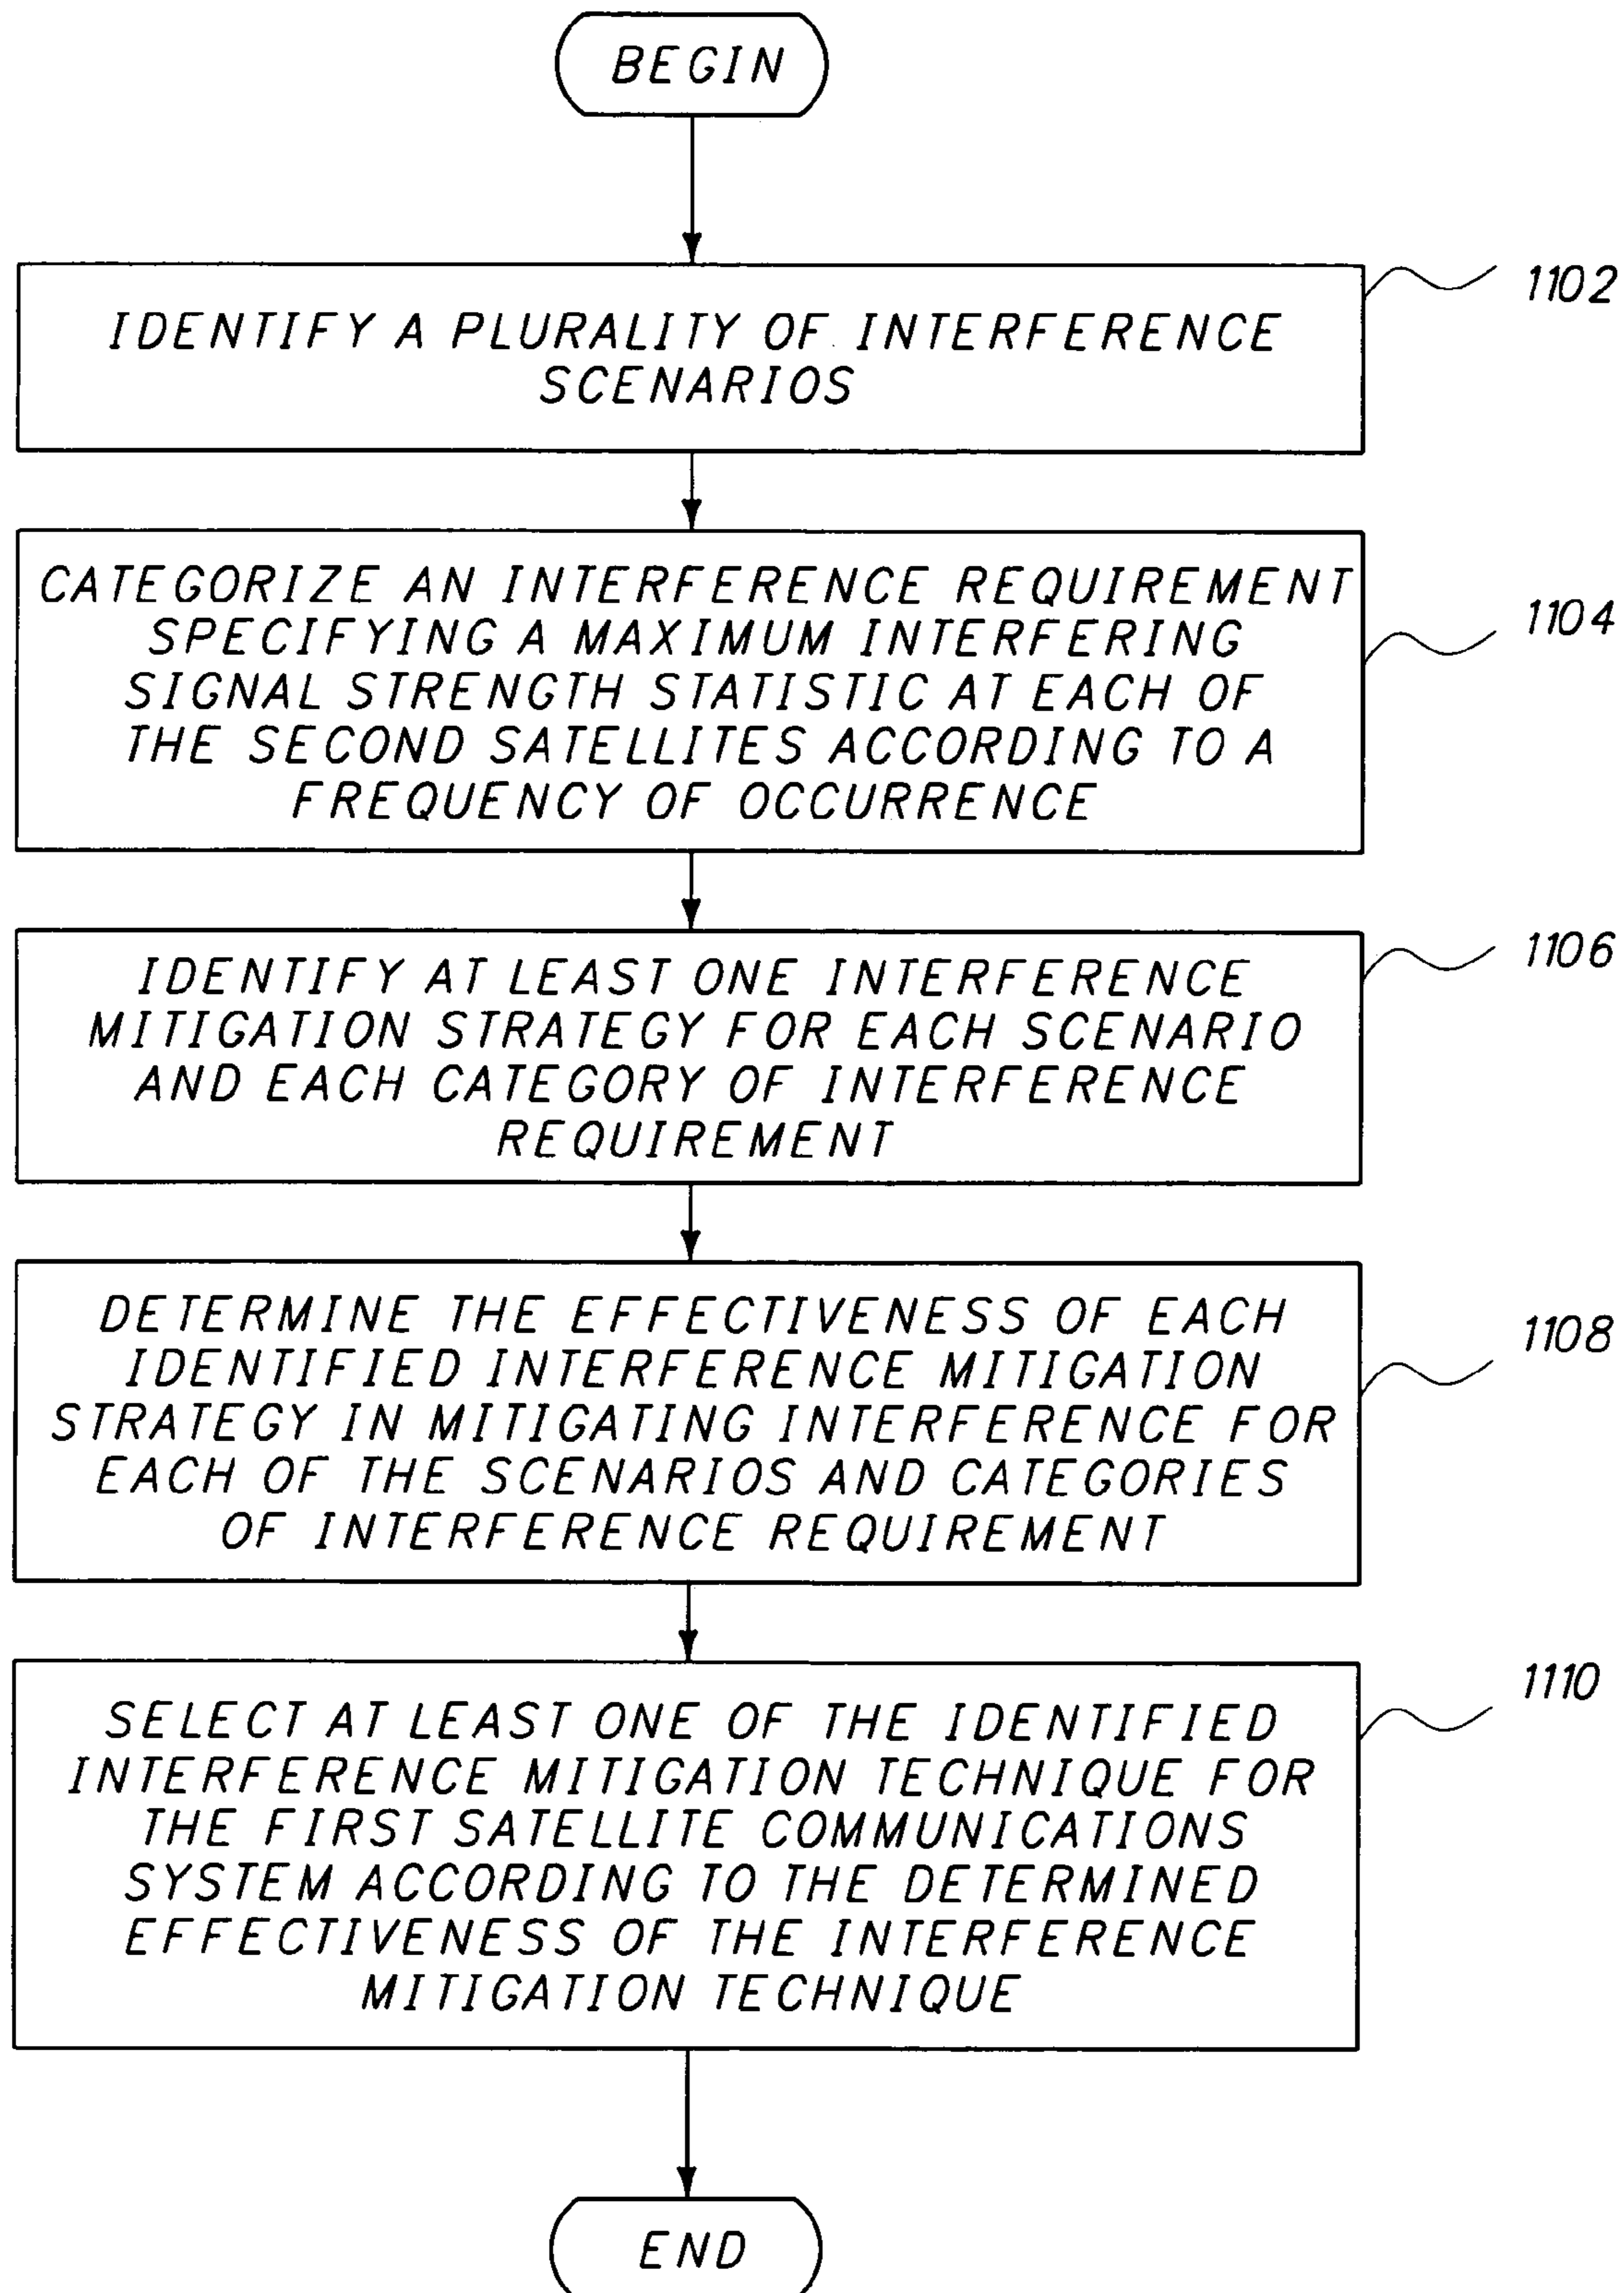 BEGIN
IDENTIFY A PLURALITY OF INTERFERENCE
SCENARIOS
1102
CATEGORIZE AN INTERFERENCE REQUIREMENT
SPECIFYING A MAXIMUM INTERFERING
SIGNAL STRENGTH STATISTIC AT EACH OF
THE SECOND SATELLITES ACCORDING TO A
FREQUENCY OF OCCURRENCE
1104
IDENTIFY AT LEAST ONE INTERFERENCE
MITIGATION STRATEGY FOR EACH SCENARIO
AND EACH CATEGORY OF INTERFERENCE
REQUIREMENT
1106
DETERMINE THE EFFECTIVENESS OF EACH
IDENTIFIED INTERFERENCE MITIGATION
STRATEGY IN MITIGATING INTERFERENCE FOR
EACH OF THE SCENARIOS AND CATEGORIES
OF INTERFERENCE REQUIREMENT
1108
SELECT AT LEAST ONE OF THE IDENTIFIED
INTERFERENCE MITIGATION TECHNIQUE FOR
THE FIRST SATELLITE COMMUNICATIONS
SYSTEM ACCORDING TO THE DETERMINED
EFFECTIVENESS OF THE INTERFERENCE
MITIGATION TECHNIQUE
1110
END